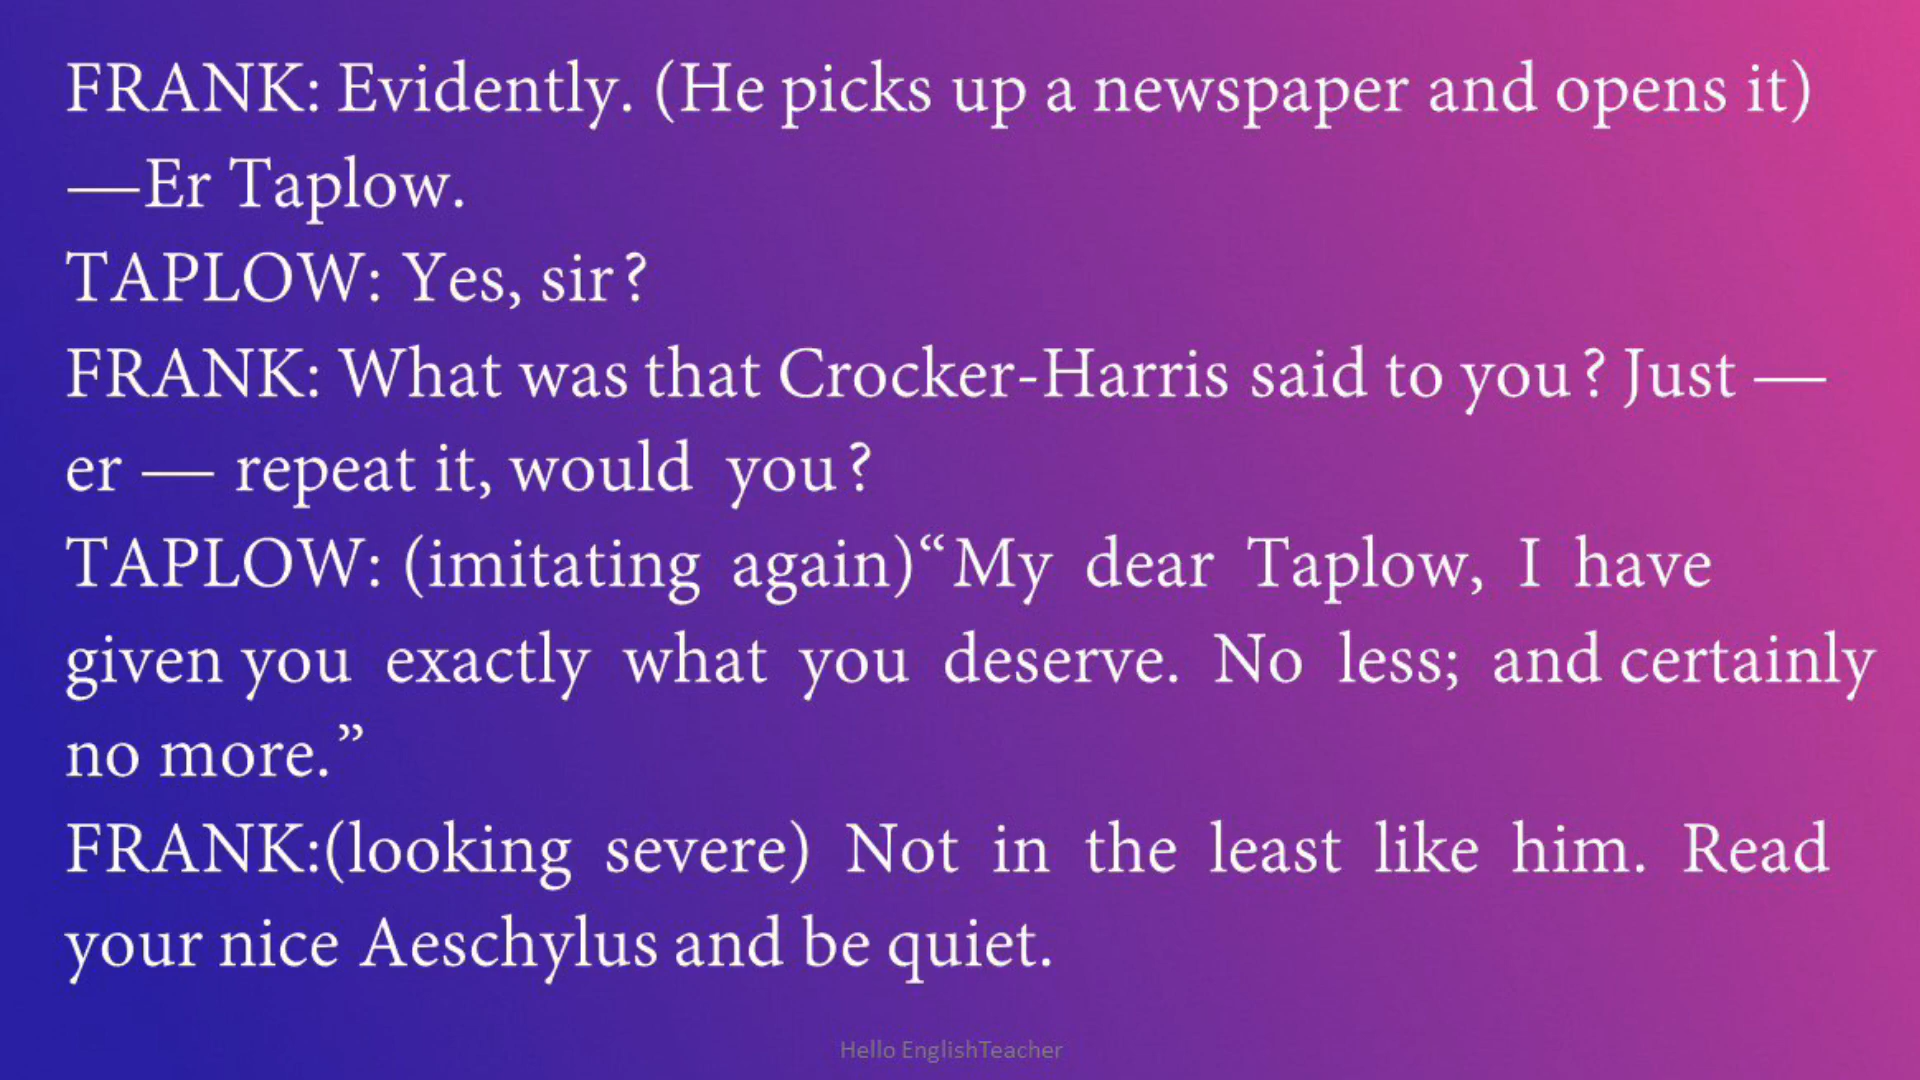 FRANK: Evidently. (He picks up a newspaper and opens it)
—Er Taplow.
TAPLOW: Yes, sir?
FRANK: What was that Crocker-Harris said to you? Just —
er — repeat it, would you?
TAPLOW: (imitating again)“My dear Taplow, I have
given you exactly what you deserve. No less; and certainly
no more.”
FRANK:(looking severe) Not in the least like him. Read
your nice Aeschylus and be quiet.
Hello EnglishTeacher